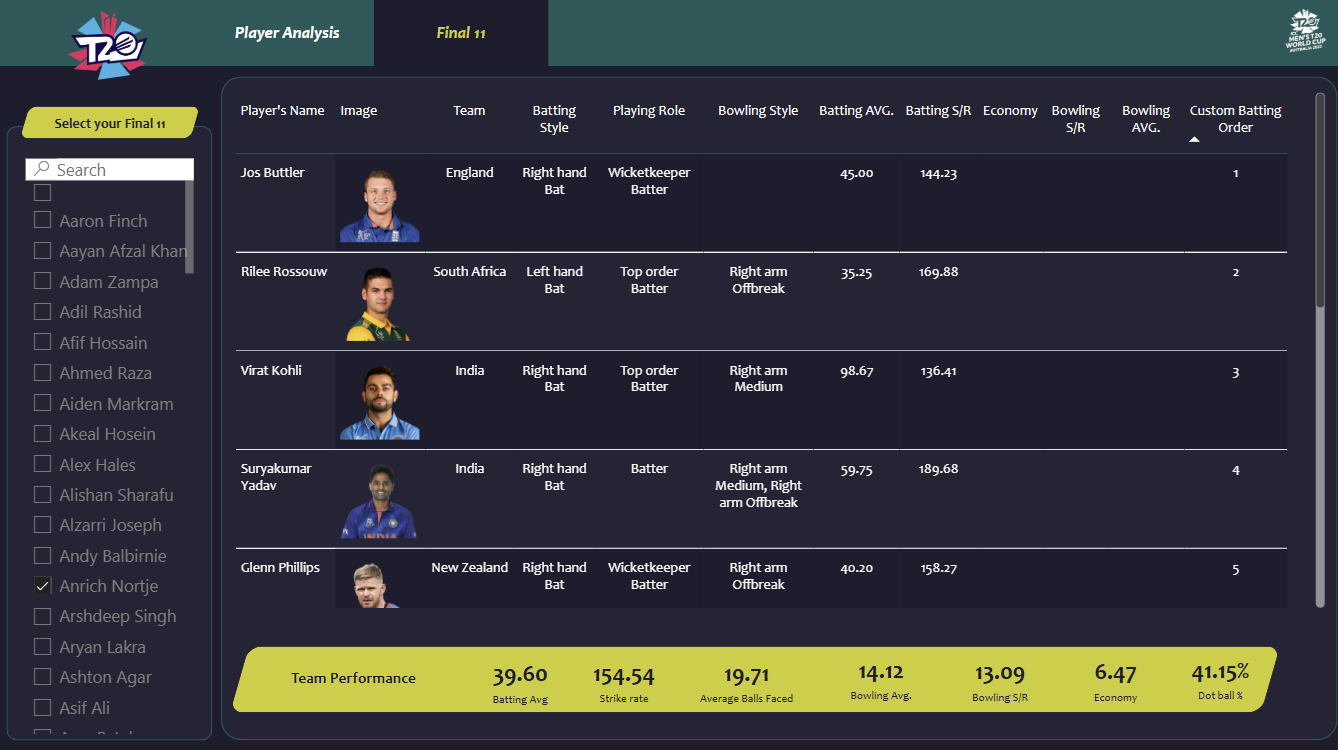 T20
Player Analysis
Final 11
ICC
MEN'S T20
WORLD CUP
AUSTRALIA 2022
Select your Final 11
Search
Aaron Finch
Aayan Afzal Khan
Adam Zampa
Adil Rashid
Afif Hossain
Ahmed Raza
Aiden Markram
Akeal Hosein
Alex Hales
Alishan Sharafu
Alzarri Joseph
Andy Balbirnie
Anrich Nortje
Arshdeep Singh
Aryan Lakra
Ashton Agar
Asif Ali
Player's Name Image Team Batting Style Playing Role Bowling Style Batting AVG. Batting S/R Economy Bowling S/R Bowling AVG. Custom Batting Order
Jos Buttler England Right hand Bat Wicketkeeper Batter 45.00 144.23 1
Rilee Rossouw South Africa Left hand Bat Top order Batter Right arm Offbreak 35.25 169.88 2
Virat Kohli India Right hand Bat Top order Batter Right arm Medium 98.67 136.41 3
Suryakumar Yadav India Right hand Bat Batter Right arm Medium, Right arm Offbreak 59.75 189.68 4
INDIA
Glenn Phillips New Zealand Right hand Bat Wicketkeeper Batter Right arm Offbreak 40.20 158.27 5
Team Performance
39.60 154.54 19.71 14.12 13.09 6.47 41.15%
Batting Avg Strike rate Average Balls Faced Bowling Avg. Bowling S/R Economy Dot ball %